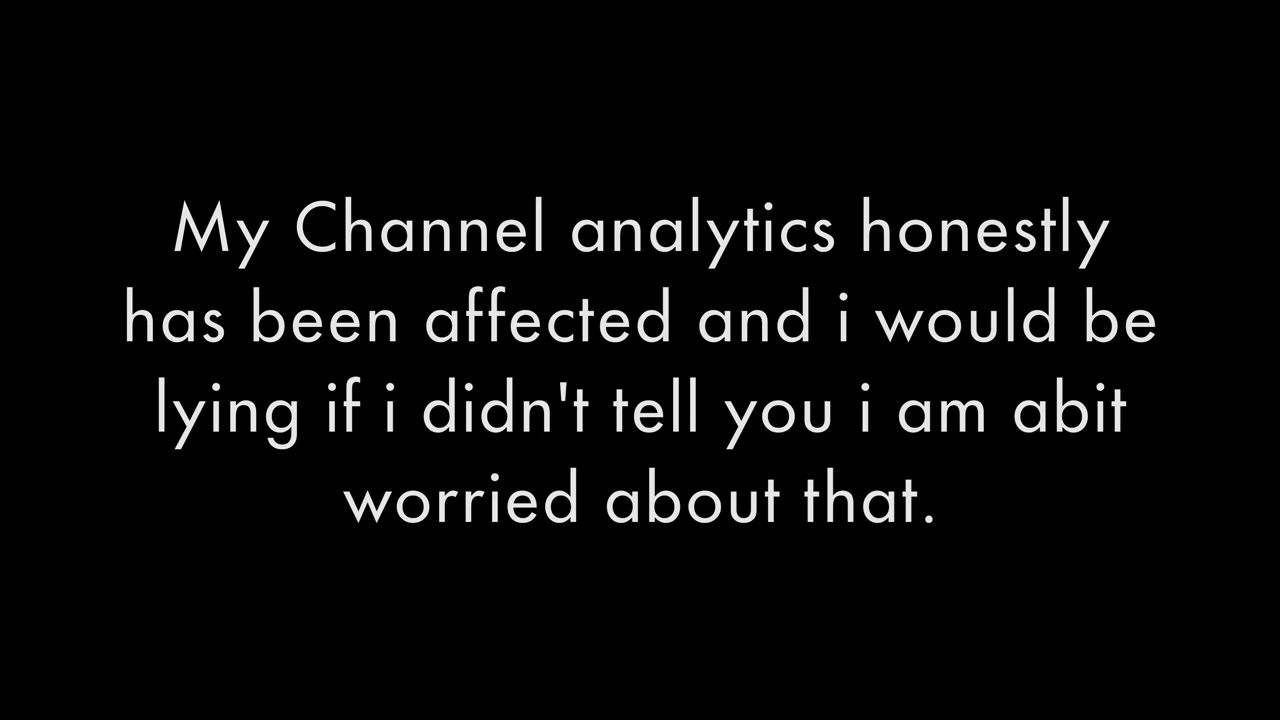 My Channel analytics honestly
has been affected and i would be
lying if i didn't tell you i am abit
worried about that.